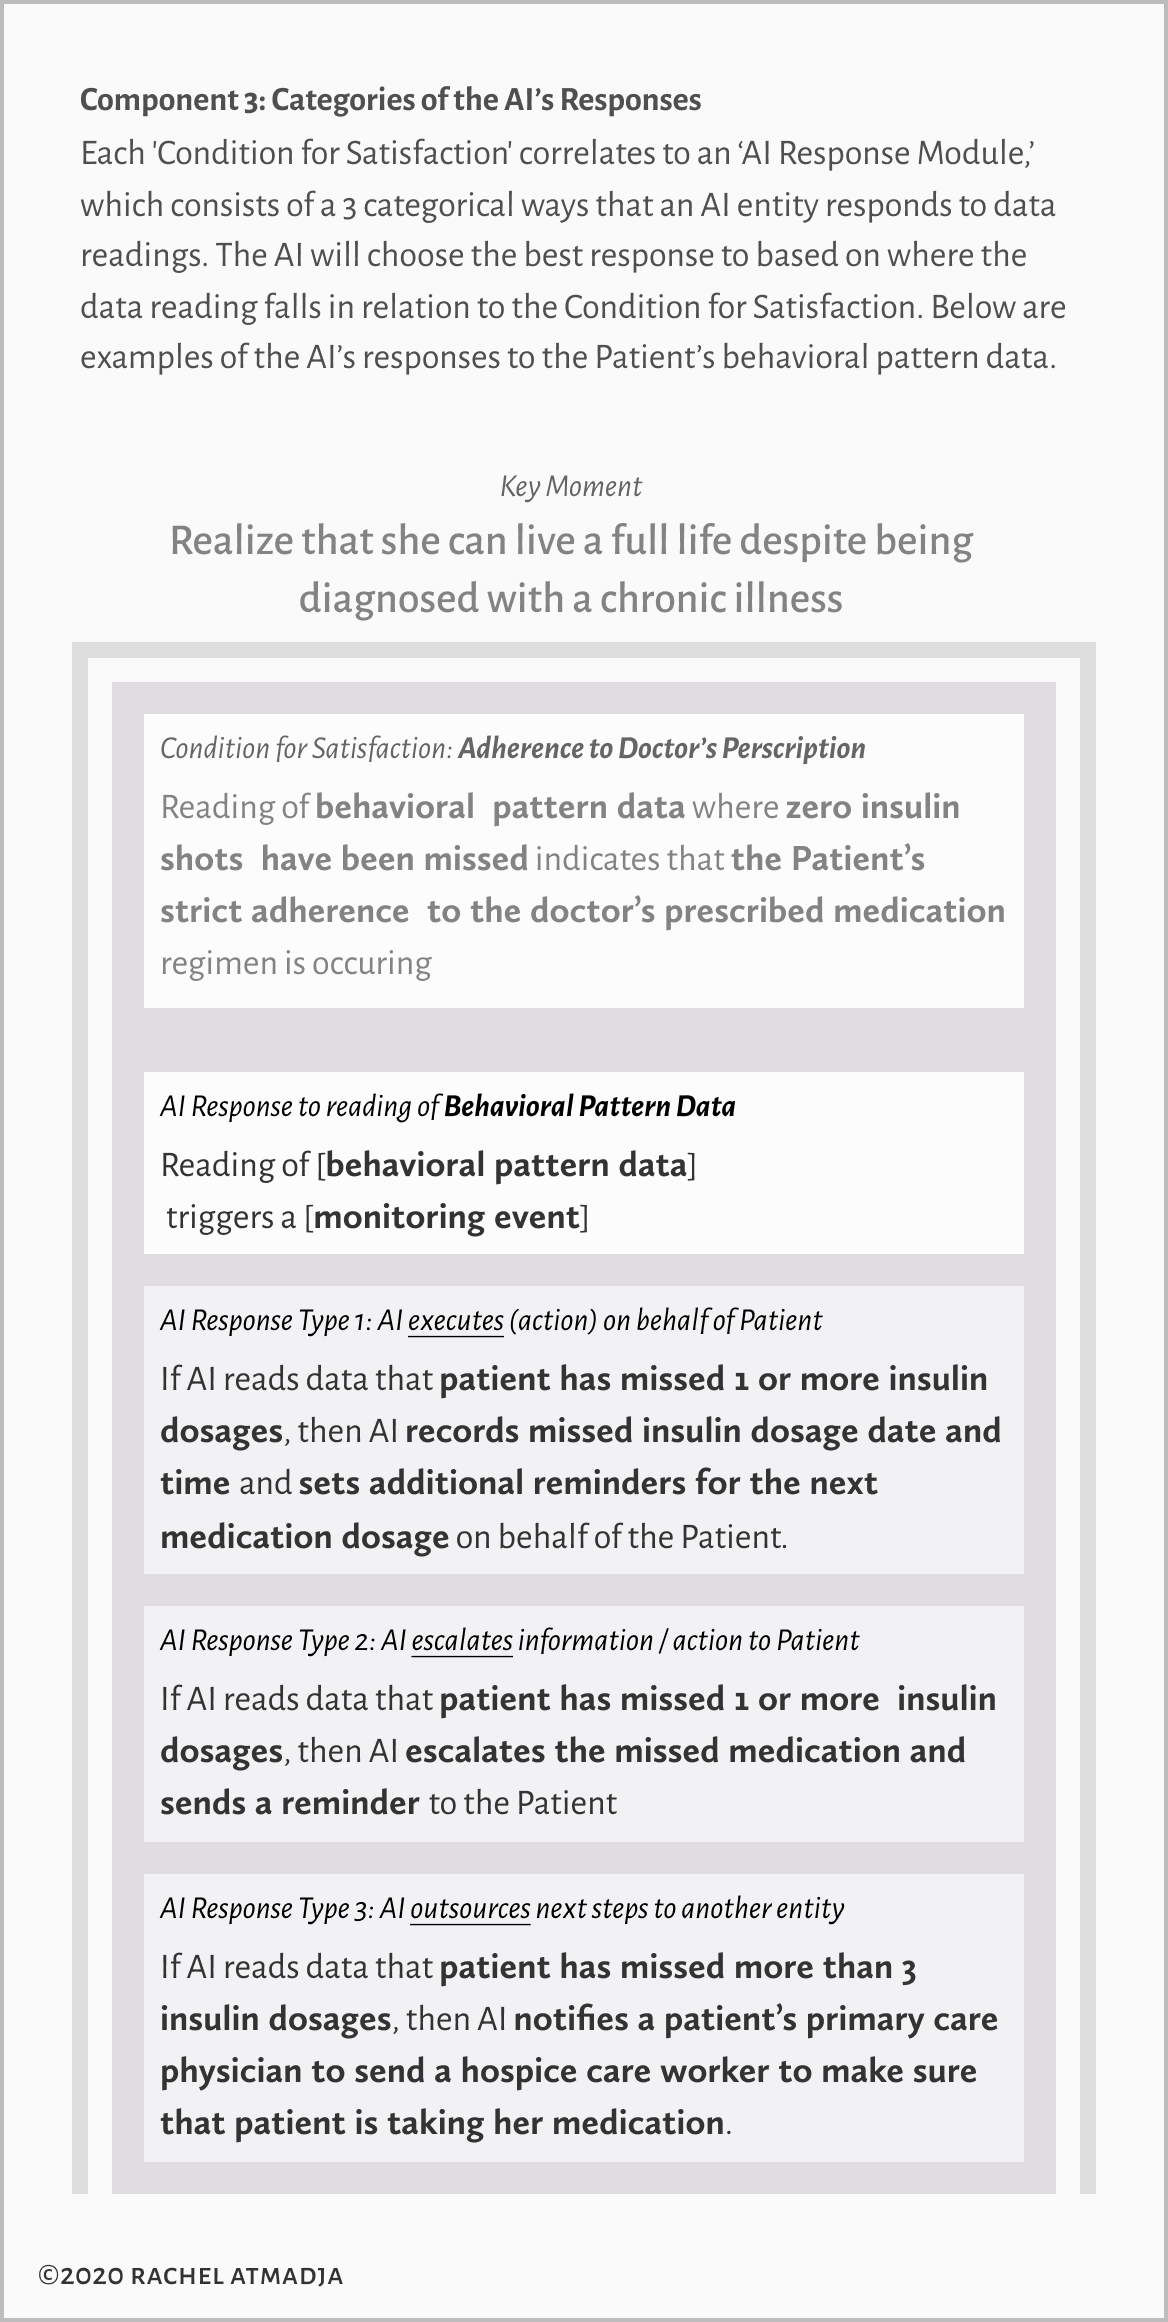 Component 3: Categories of the AI’s Responses
Each 'Condition for Satisfaction' correlates to an ‘AI Response Module,’
which consists of a 3 categorical ways that an AI entity responds to data
readings. The AI will choose the best response to based on where the
data reading falls in relation to the Condition for Satisfaction. Below are
examples of the AI’s responses to the Patient’s behavioral pattern data.
Key Moment
Realize that she can live a full life despite being
diagnosed with a chronic illness
Condition for Satisfaction: Adherence to Doctor’s Perscription
Reading of behavioral pattern data where zero insulin
shots have been missed indicates that the Patient’s
strict adherence to the doctor’s prescribed medication
regimen is occuring
AI Response to reading of Behavioral Pattern Data
Reading of [behavioral pattern data]
triggers a [monitoring event]
AI Response Type 1: AI executes (action) on behalf of Patient
If AI reads data that patient has missed 1 or more insulin
dosages, then AI records missed insulin dosage date and
time and sets additional reminders for the next
medication dosage on behalf of the Patient.
AI Response Type 2: AI escalates information / action to Patient
If AI reads data that patient has missed 1 or more insulin
dosages, then AI escalates the missed medication and
sends a reminder to the Patient
AI Response Type 3: AI outsources next steps to another entity
If AI reads data that patient has missed more than 3
insulin dosages, then AI notifies a patient’s primary care
physician to send a hospice care worker to make sure
that patient is taking her medication.
©2020 RACHEL ATMADJA